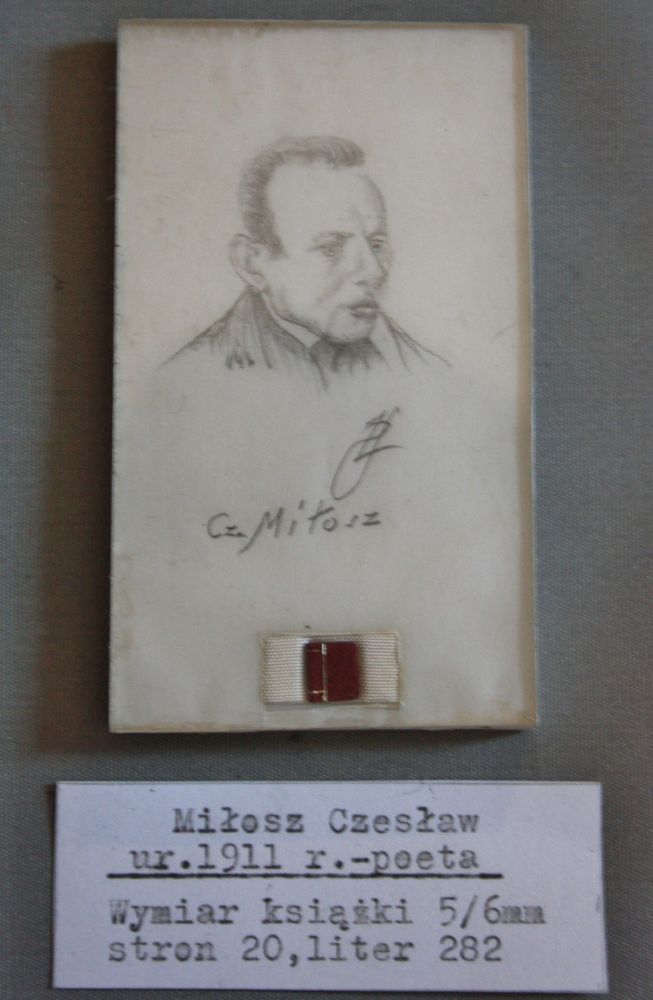 Cz. Miłosz
Miłosz Czesław
ur.1911 r.-poeta
Wymiar książki 5/6mm
stron 20,liter 282